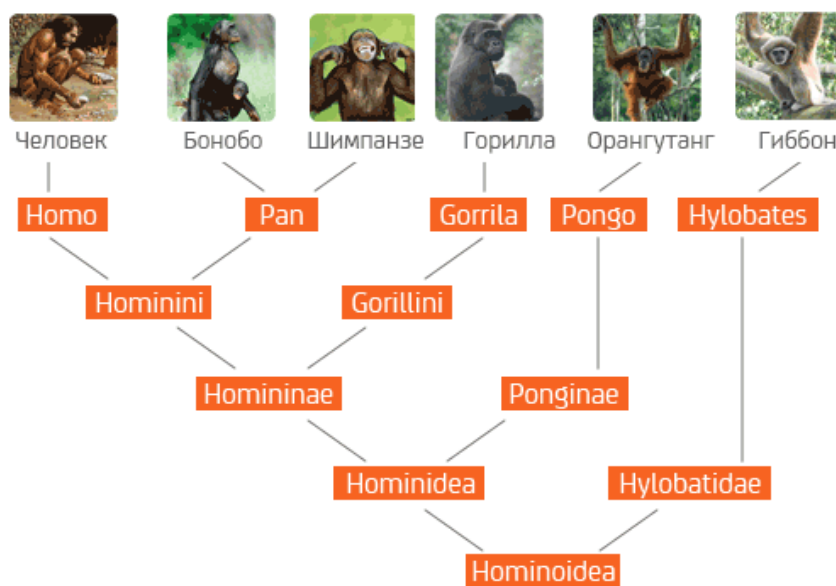 Человек
Бонобо
Шимпанзе
Горилла
Орангутанг
Гиббон
Homo
Pan
Gorrila
Pongo
Hylobates
Hominini
Gorillini
Homininae
Ponginae
Hominidea
Hylobatidae
Hominoidea